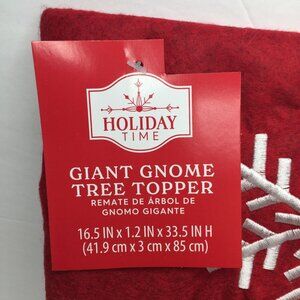 HOLIDAY
TIME
GIANT GNOME
TREE TOPPER
REMATE DE ÁRBOL DE
GNOMO GIGANTE
16.5 IN x 1.2 IN x 33.5 IN H
(41.9 cm x 3 cm x 85 cm)